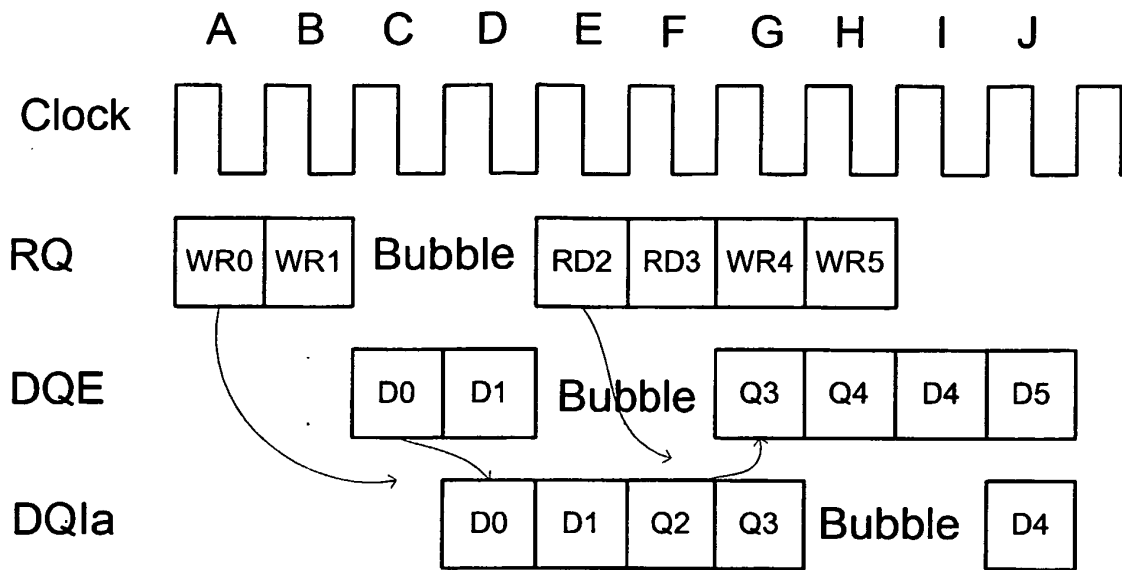 A B C D E F G H I J
Clock
RQ WR0 WR1 Bubble RD2 RD3 WR4 WR5
DQE D0 D1 Bubble Q3 Q4 D4 D5
DQIa D0 D1 Q2 Q3 Bubble D4